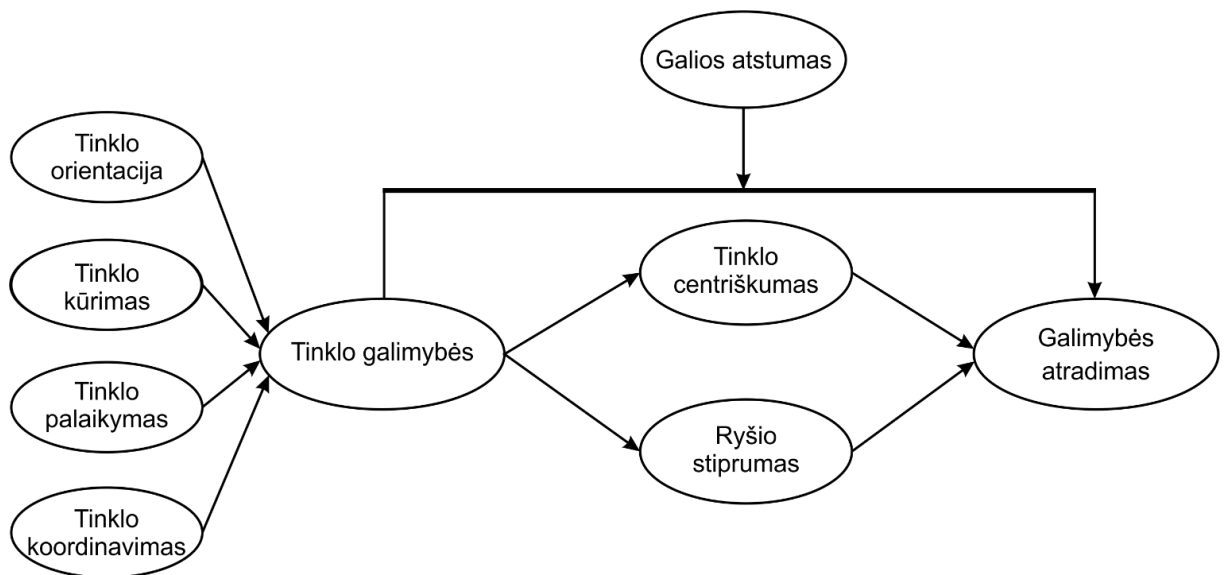 Galios atstumas
Tinklo
orientacija
Tinklo
kūrimas
Tinklo
palaikymas
Tinklo
koordinavimas
Tinklo galimybės
Tinklo
centriškumas
Ryšio
stiprumas
Galimybės
atradimas